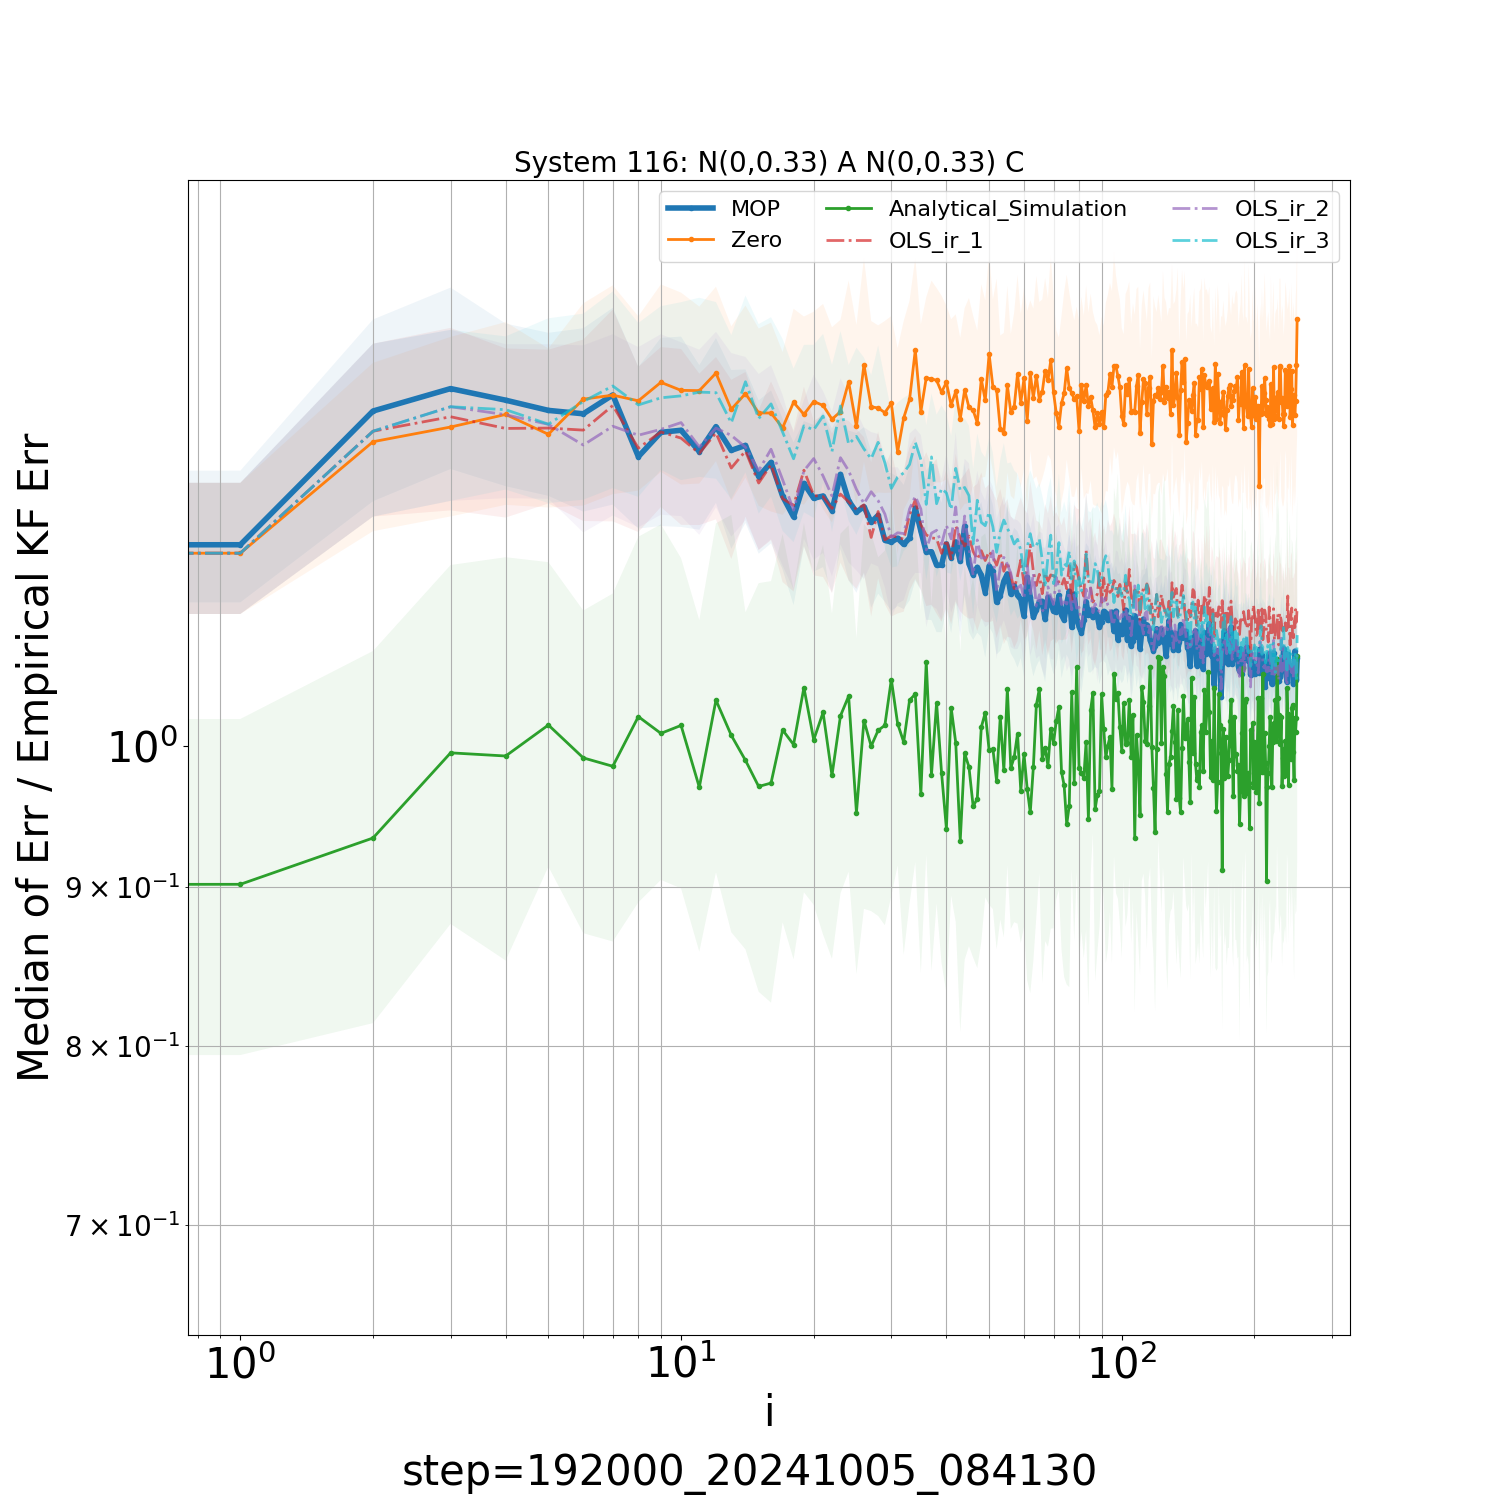 System 116: N(0,0.33) A N(0,0.33) C
MOP
Zero
Analytical_Simulation
OLS_ir_1
OLS_ir_2
OLS_ir_3
Median of Err / Empirical KF Err
10⁰
9 × 10⁻¹
8 × 10⁻¹
7 × 10⁻¹
10⁰ 10¹ 10²
i
step=192000_20241005_084130